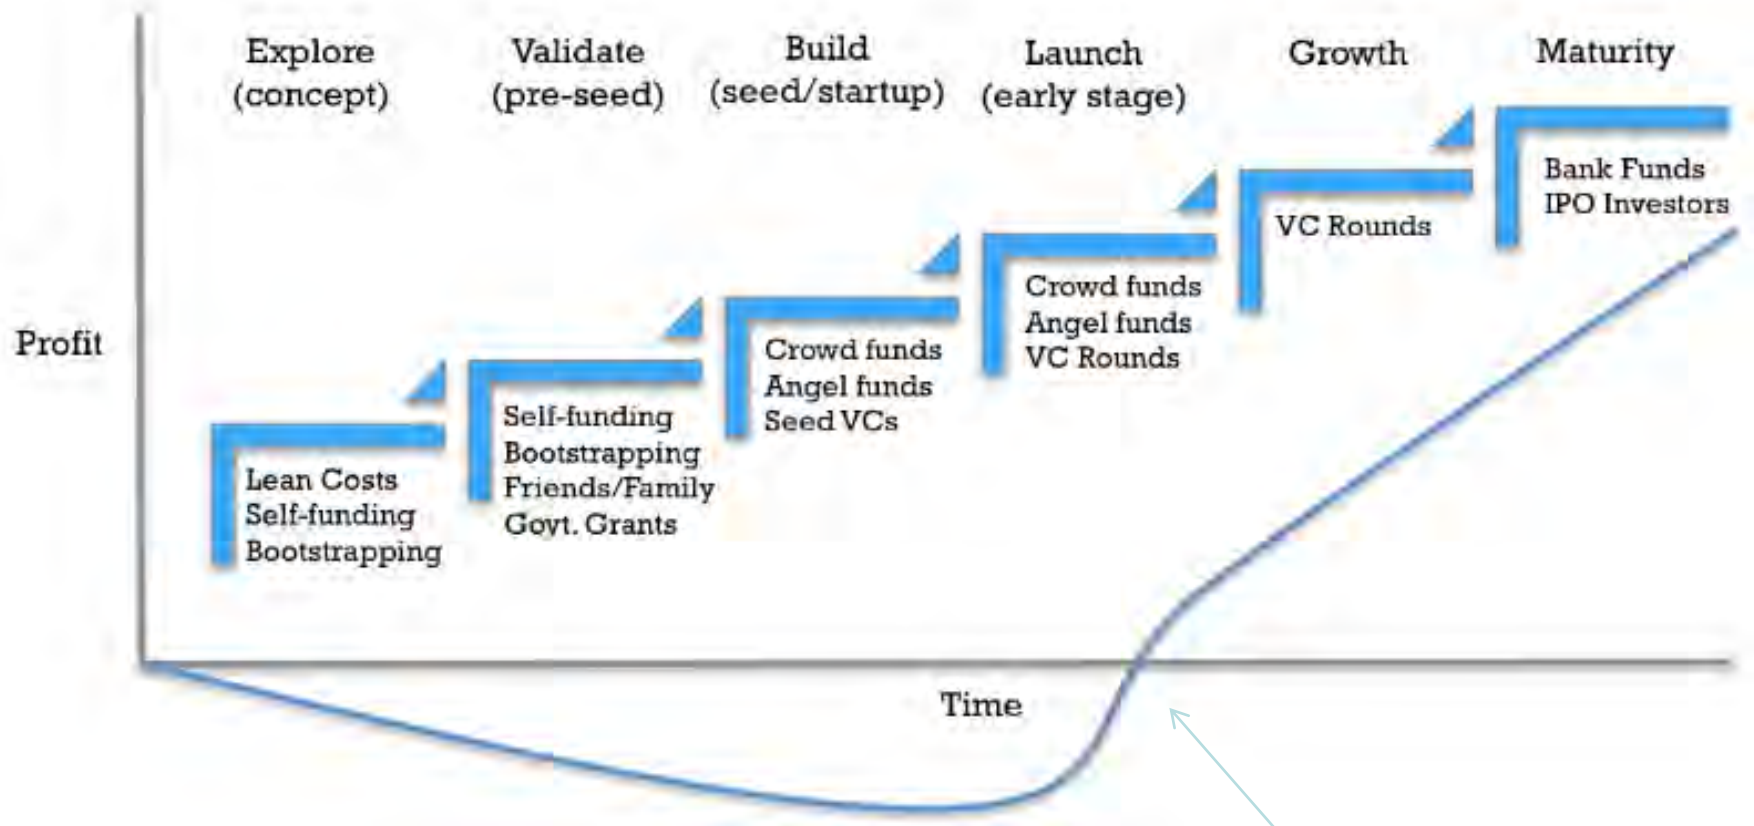 Explore
(concept)
Validate
(pre-seed)
Build
(seed/startup)
Launch
(early stage)
Growth
Maturity
Profit
Lean Costs
Self-funding
Bootstrapping
Self-funding
Bootstrapping
Friends/Family
Govt. Grants
Crowd funds
Angel funds
Seed VCs
Crowd funds
Angel funds
VC Rounds
VC Rounds
Bank Funds
IPO Investors
Time